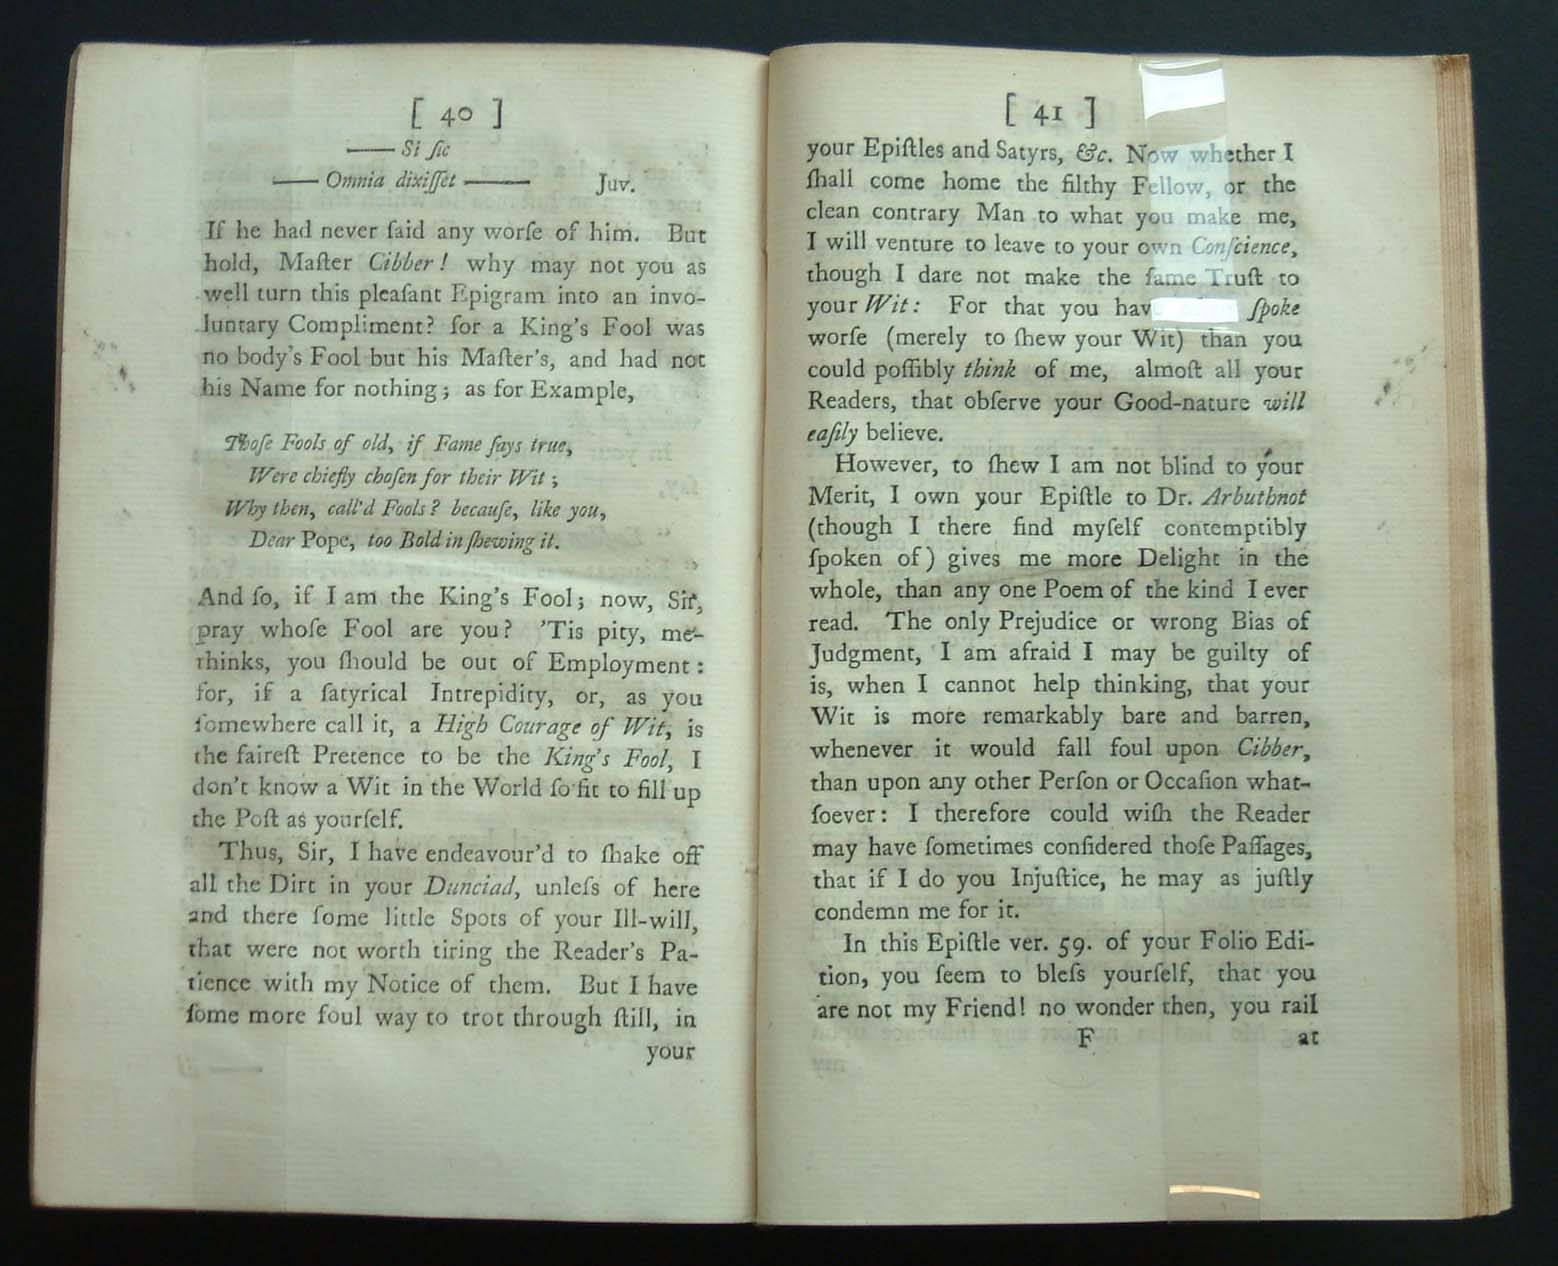 [ 40 ]
—— Si ſic
—— Omnia dixiſſet —— Juv.
If he had never ſaid any worſe of him. But
hold, Maſter Cibber! why may not you as
well turn this pleaſant Epigram into an invo-
luntary Compliment? for a King's Fool was
no body's Fool but his Maſter's, and had not
his Name for nothing; as for Example,
Thoſe Fools of old, if Fame ſays true,
Were chiefly choſen for their Wit;
Why then, call'd Fools? becauſe, like you,
Dear Pope, too Bold in ſhewing it.
And ſo, if I am the King's Fool; now, Sir,
pray whoſe Fool are you? 'Tis pity, me-
thinks, you ſhould be out of Employment:
for, if a ſatyrical Intrepidity, or, as you
ſomewhere call it, a High Courage of Wit, is
the faireſt Pretence to be the King's Fool, I
don't know a Wit in the World ſo fit to fill up
the Poſt as yourſelf.
Thus, Sir, I have endeavour'd to ſhake off
all the Dirt in your Dunciad, unleſs of here
and there ſome little Spots of your Ill-will,
that were not worth tiring the Reader's Pa-
tience with my Notice of them. But I have
ſome more foul way to trot through ſtill, in
your
[ 41 ]
your Epiſtles and Satyrs, &c. Now whether I
ſhall come home the filthy Fellow, or the
clean contrary Man to what you make me,
I will venture to leave to your own Conſcience,
though I dare not make the ſame Truſt to
your Wit: For that you ſpoke
worſe (merely to ſhew your Wit) than you
could poſſibly think of me, almoſt all your
Readers, that obſerve your Good-nature will
eaſily believe.
However, to ſhew I am not blind to your
Merit, I own your Epiſtle to Dr. Arbuthnot
(though I there find myſelf contemptibly
ſpoken of) gives me more Delight in the
whole, than any one Poem of the kind I ever
read. The only Prejudice or wrong Bias of
Judgment, I am afraid I may be guilty of
is, when I cannot help thinking, that your
Wit is more remarkably bare and barren,
whenever it would fall foul upon Cibber,
than upon any other Perſon or Occaſion what-
ſoever: I therefore could wiſh the Reader
may have ſometimes conſidered thoſe Paſſages,
that if I do you Injuſtice, he may as juſtly
condemn me for it.
In this Epiſtle ver. 59. of your Folio Edi-
tion, you ſeem to bleſs yourſelf, that you
are not my Friend! no wonder then, you rail
F at